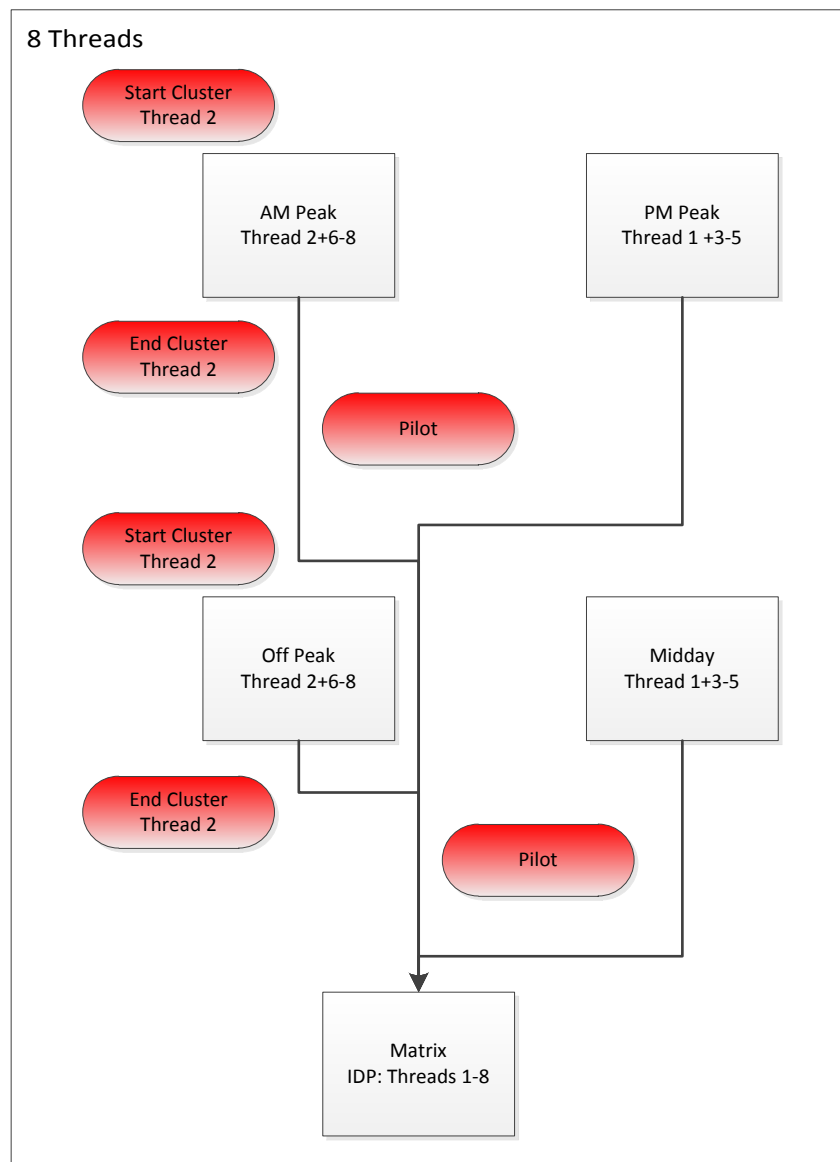 8 Threads
Start Cluster
Thread 2
AM Peak
Thread 2+6-8
PM Peak
Thread 1 +3-5
End Cluster
Thread 2
Pilot
Start Cluster
Thread 2
Off Peak
Thread 2+6-8
Midday
Thread 1+3-5
End Cluster
Thread 2
Pilot
Matrix
IDP: Threads 1-8